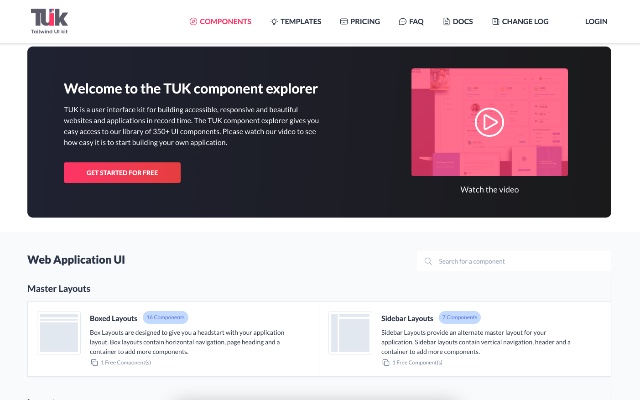 TUk
Tailwind UI kit
COMPONENTS
TEMPLATES
PRICING
FAQ
DOCS
CHANGE LOG
LOGIN
Welcome to the TUK component explorer
TUK is a user interface kit for building accessible, responsive and beautiful
websites and applications in record time. The TUK component explorer gives you
easy access to our library of 350+ UI components. Please watch our video to see
how easy it is to start building your own application.
GET STARTED FOR FREE
Watch the video
Web Application UI
Search for a component
Master Layouts
Boxed Layouts
16 Components
Box Layouts are designed to give you a headstart with your application
layout. Box layouts contain horizontal navigation, page heading and a
container to add more components.
1 Free Component(s)
Sidebar Layouts
7 Components
Sidebar Layouts provide an alternate master layout for your
application. Sidebar layouts contain vertical navigation, header and a
container to add more components.
1 Free Component(s)